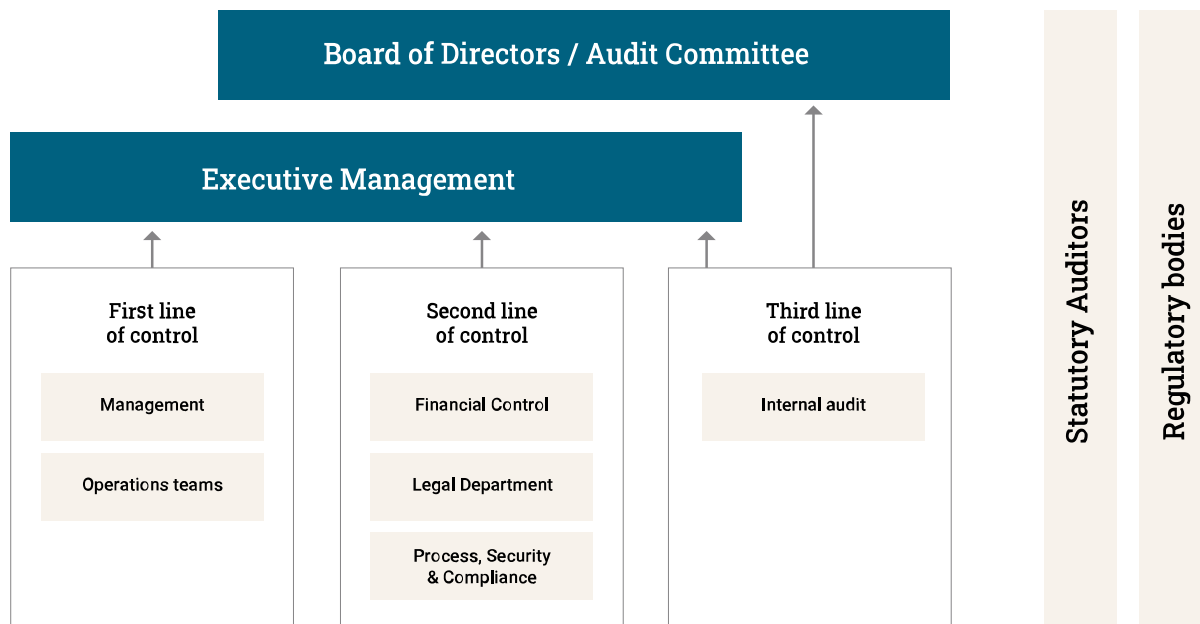 Board of Directors / Audit Committee
Executive Management
First line
of control
Management
Operations teams
Second line
of control
Financial Control
Legal Department
Process, Security
& Compliance
Third line
of control
Internal audit
Statutory Auditors
Regulatory bodies